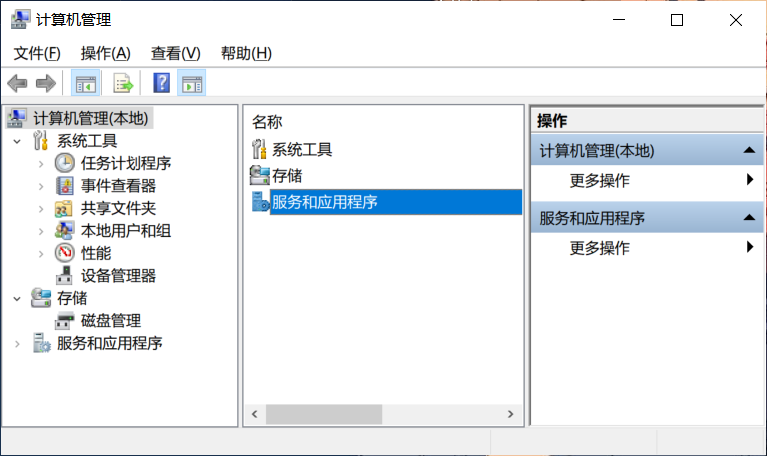 计算机管理
文件(F) 操作(A) 查看(V) 帮助(H)
计算机管理(本地)
系统工具
任务计划程序
事件查看器
共享文件夹
本地用户和组
性能
设备管理器
存储
磁盘管理
服务和应用程序
名称
系统工具
存储
服务和应用程序
操作
计算机管理(本地)
更多操作
服务和应用程序
更多操作